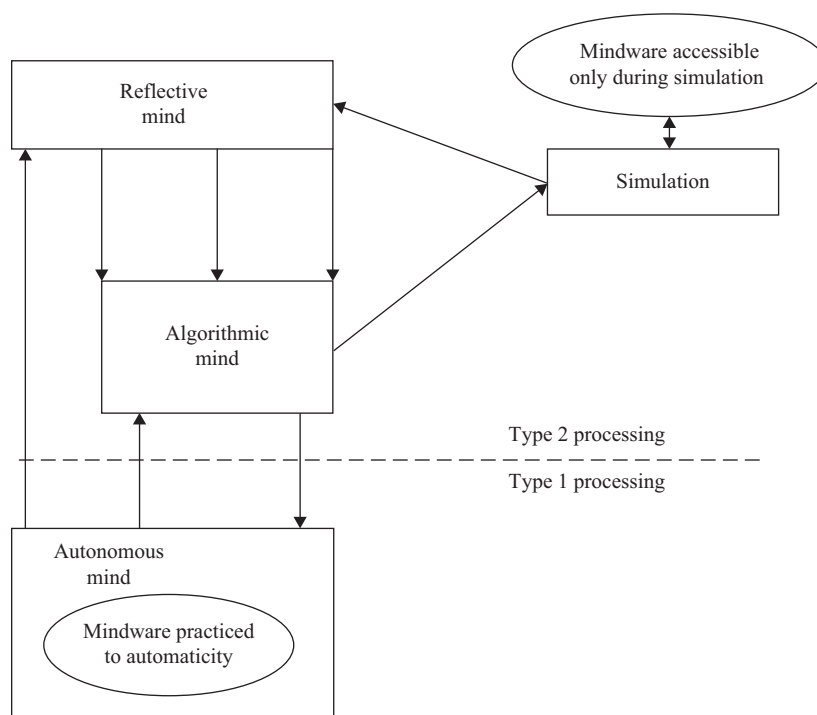 Mindware accessible
only during simulation
Reflective
mind
Simulation
Algorithmic
mind
Type 2 processing
Type 1 processing
Autonomous
mind
Mindware practiced
to automaticity